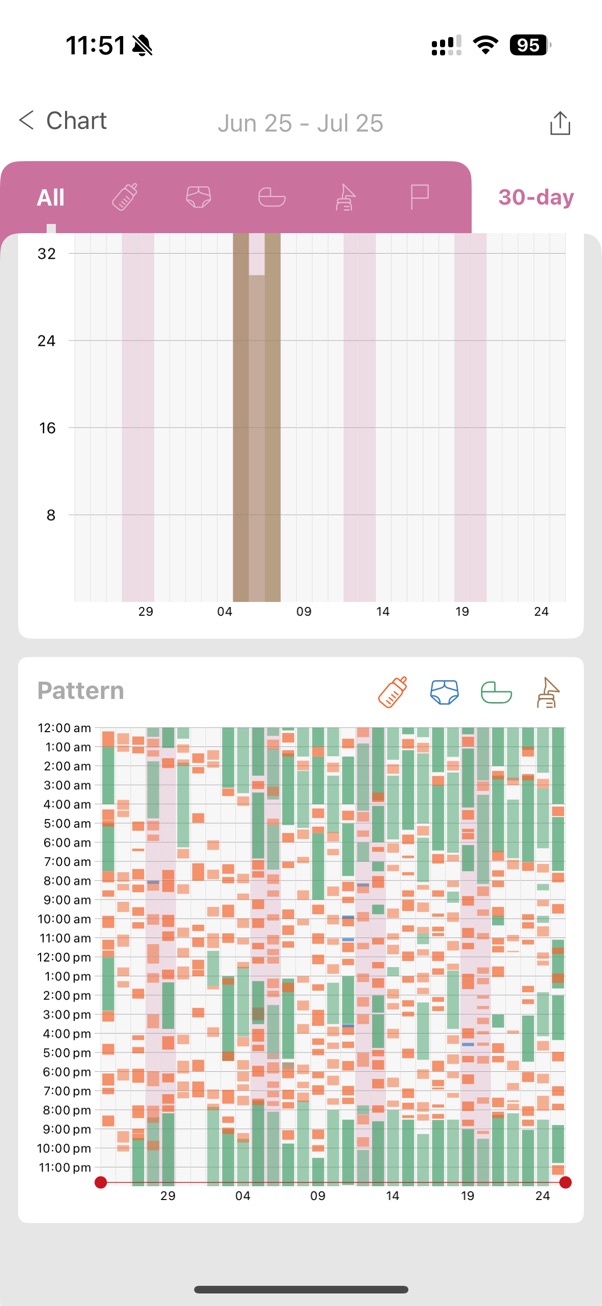 11:51
95
Chart
Jun 25 - Jul 25
All
30-day
32
24
16
8
29 04 09 14 19 24
Pattern
12:00 am
1:00 am
2:00 am
3:00 am
4:00 am
5:00 am
6:00 am
7:00 am
8:00 am
9:00 am
10:00 am
11:00 am
12:00 pm
1:00 pm
2:00 pm
3:00 pm
4:00 pm
5:00 pm
6:00 pm
7:00 pm
8:00 pm
9:00 pm
10:00 pm
11:00 pm
29 04 09 14 19 24